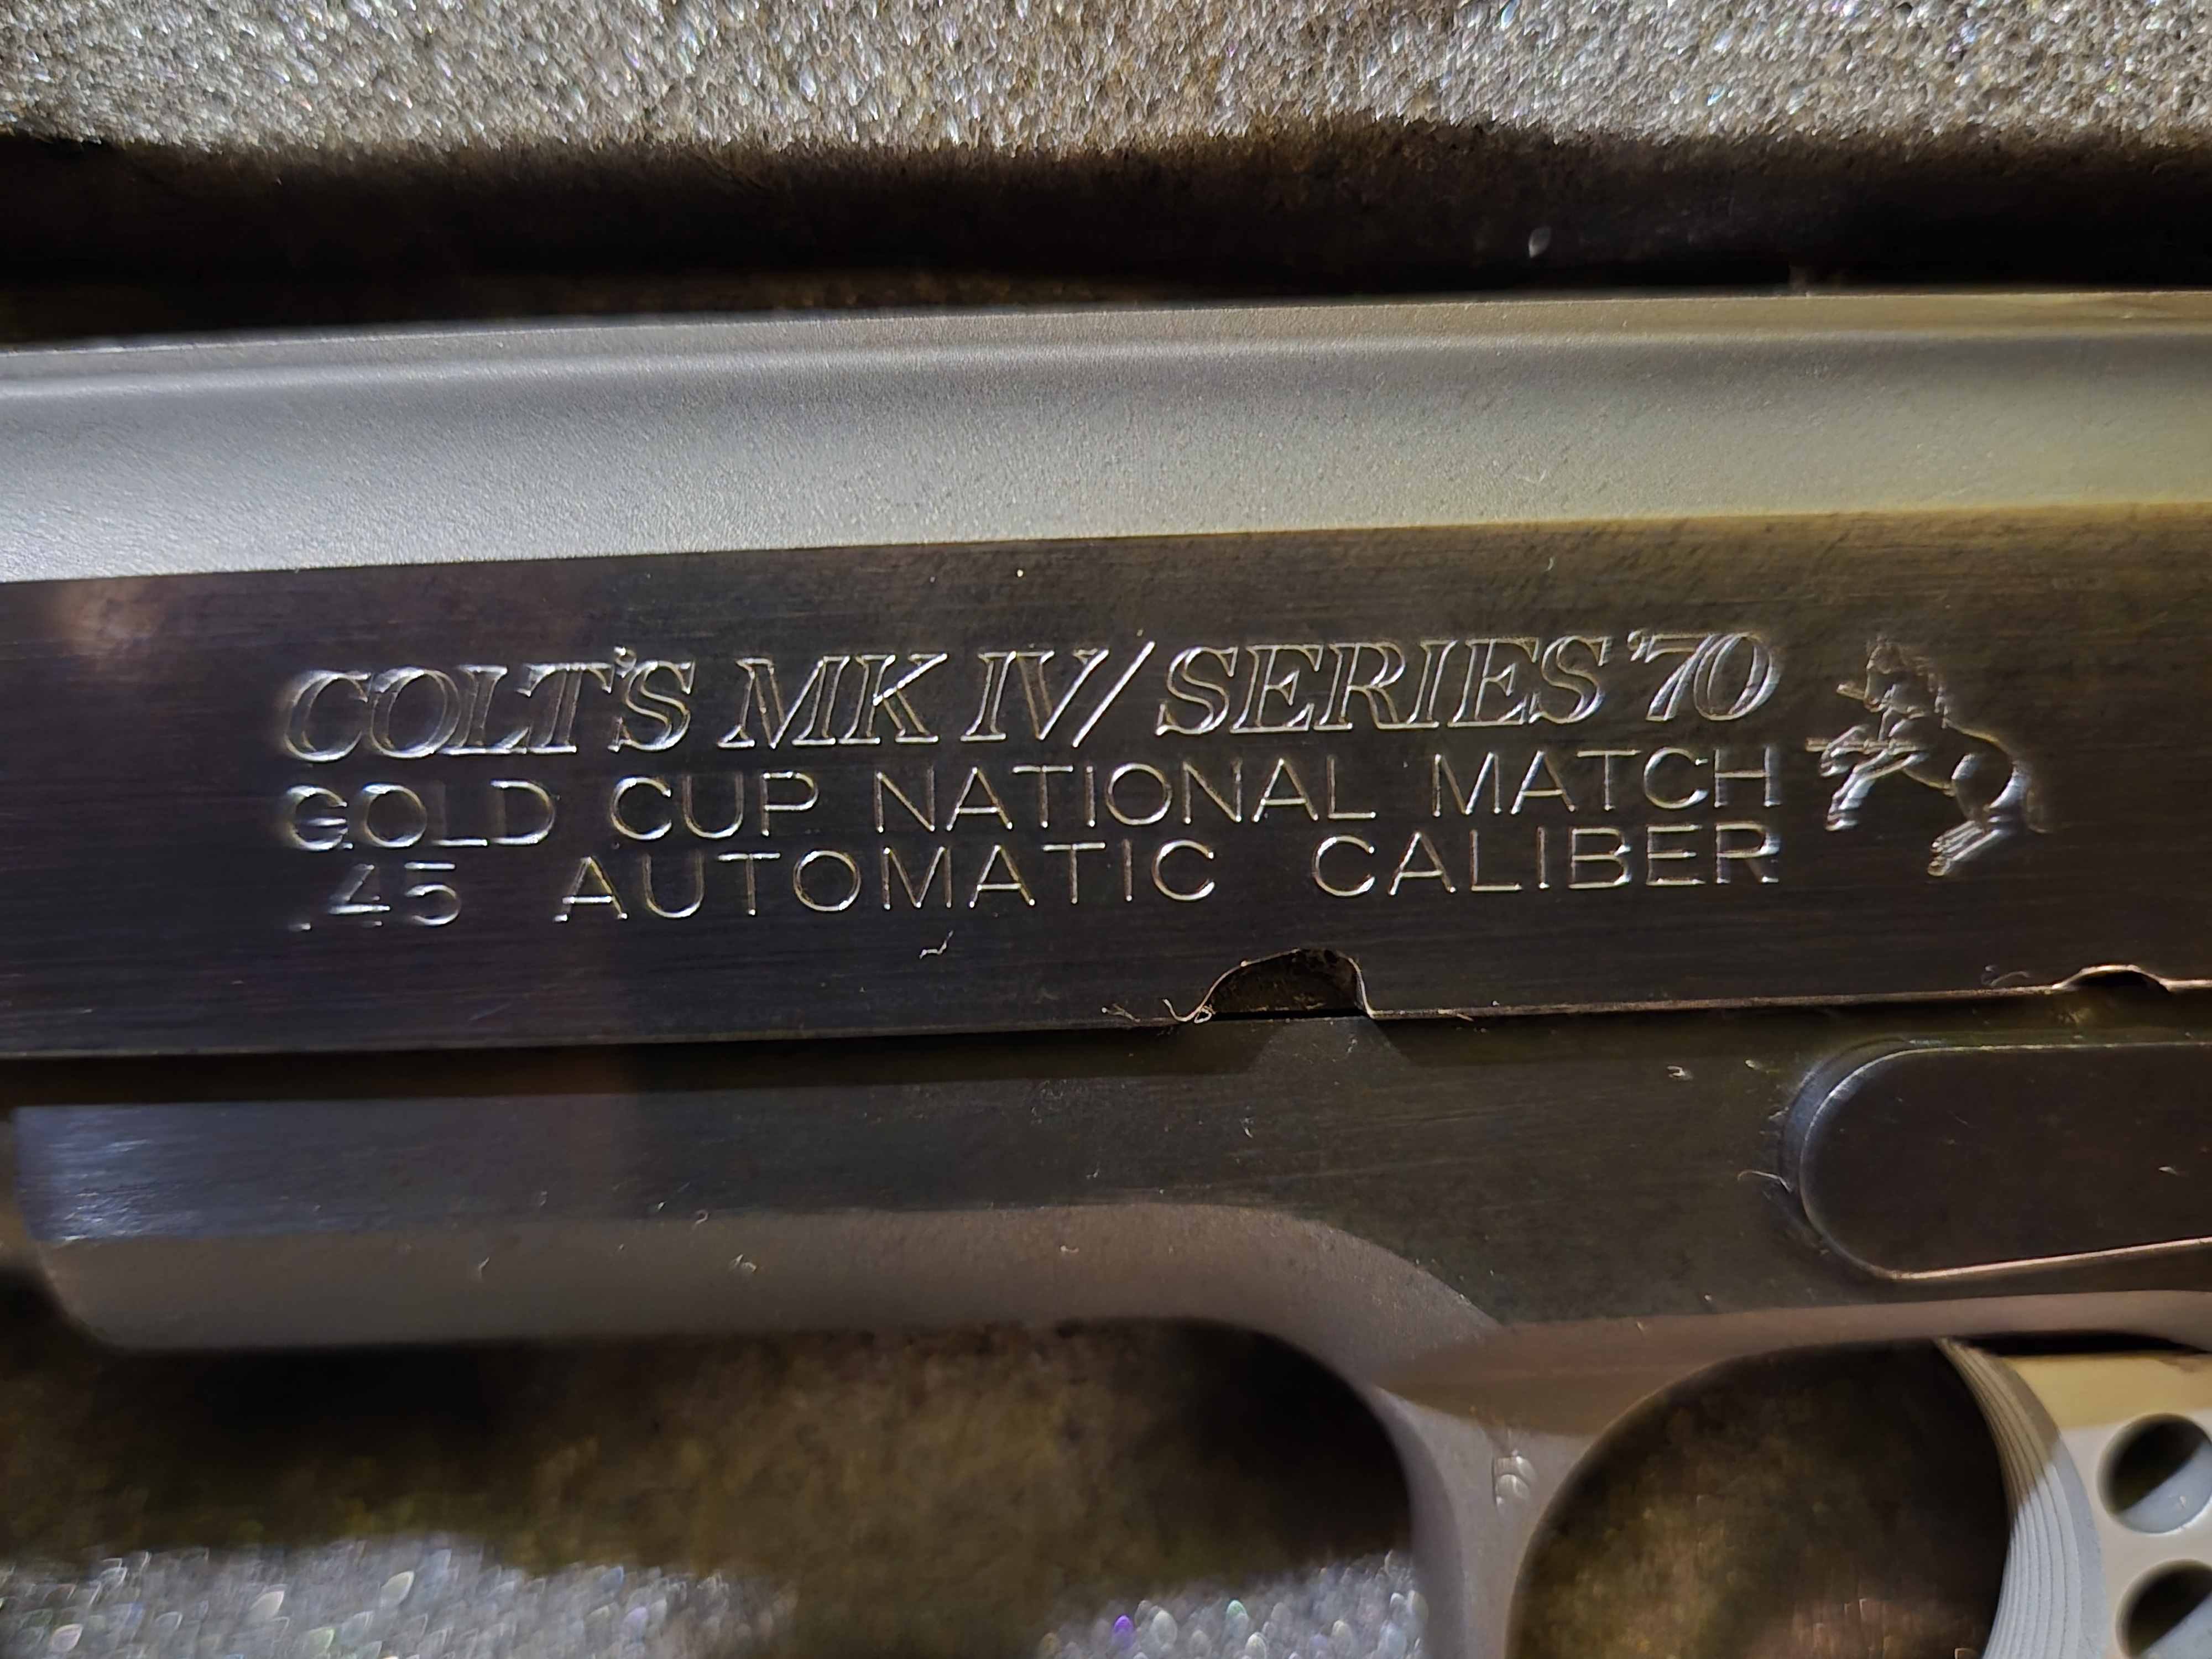 COLT'S MK IV/SERIES'70
GOLD CUP NATIONAL MATCH
.45 AUTOMATIC CALIBER